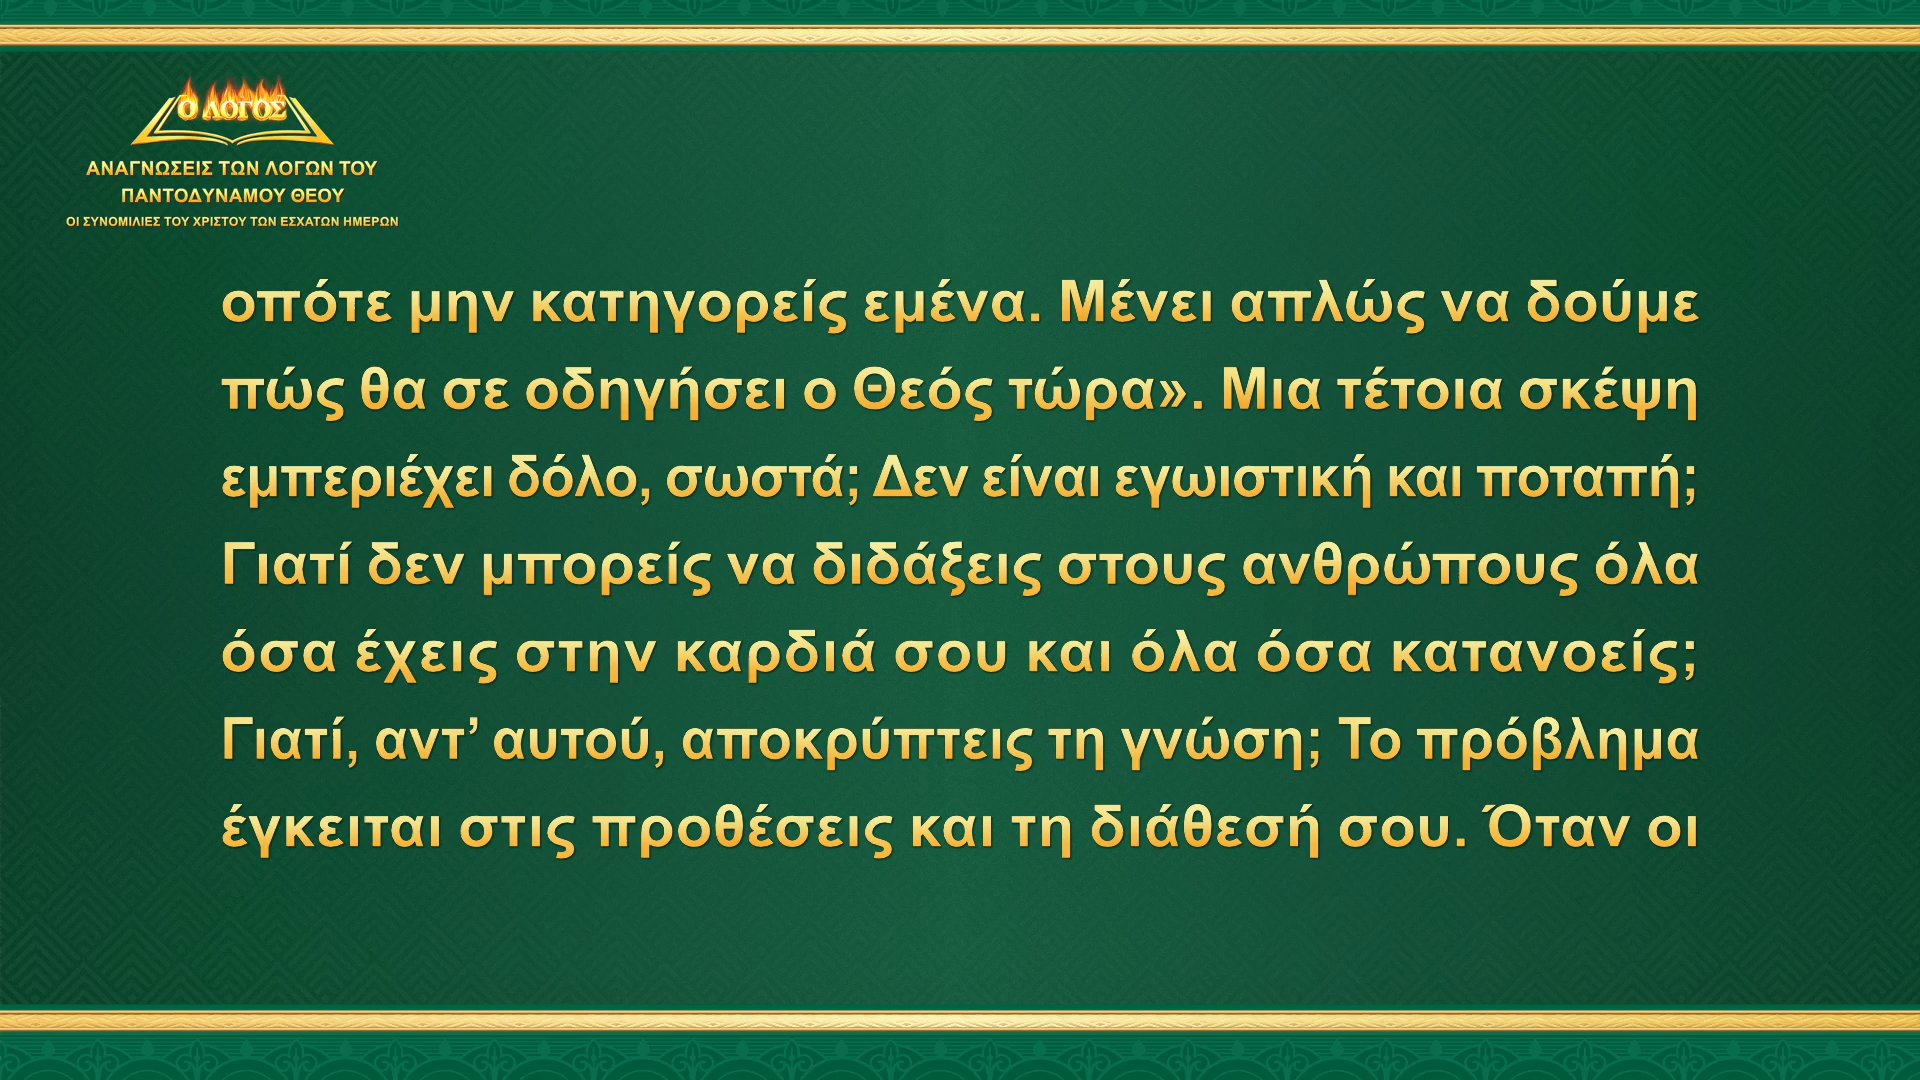 Ο ΛΟΓΟΣ
ΑΝΑΓΝΩΣΕΙΣ ΤΩΝ ΛΟΓΩΝ ΤΟΥ
ΠΑΝΤΟΔΥΝΑΜΟΥ ΘΕΟΥ
ΟΙ ΣΥΝΟΜΙΛΙΕΣ ΤΟΥ ΧΡΙΣΤΟΥ ΤΩΝ ΕΣΧΑΤΩΝ ΗΜΕΡΩΝ
οπότε μην κατηγορείς εμένα. Μένει απλώς να δούμε
πώς θα σε οδηγήσει ο Θεός τώρα». Μια τέτοια σκέψη
εμπεριέχει δόλο, σωστά; Δεν είναι εγωιστική και ποταπή;
Γιατί δεν μπορείς να διδάξεις στους ανθρώπους όλα
όσα έχεις στην καρδιά σου και όλα όσα κατανοείς;
Γιατί, αντ’ αυτού, αποκρύπτεις τη γνώση; Το πρόβλημα
έγκειται στις προθέσεις και τη διάθεσή σου. Όταν οι